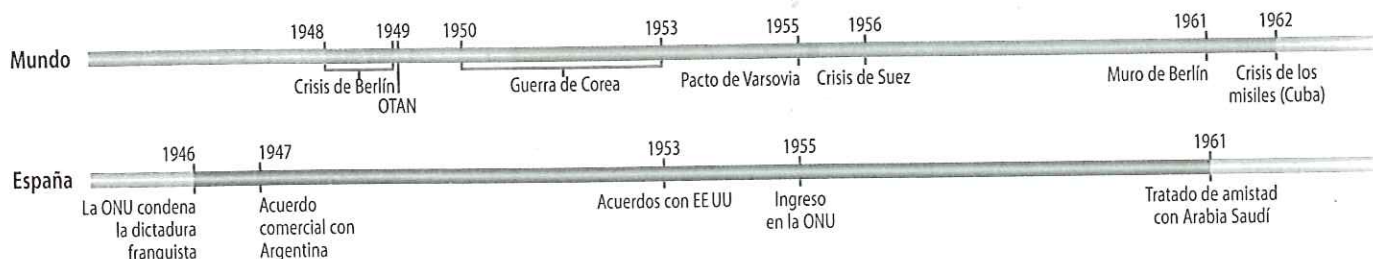 1948 1949 1950 1953 1955 1956 1961 1962
Mundo
Crisis de Berlín
OTAN
Guerra de Corea
Pacto de Varsovia
Crisis de Suez
Muro de Berlín
Crisis de los
misiles (Cuba)
1946 1947 1953 1955 1961
España
La ONU condena
la dictadura
franquista
Acuerdo
comercial con
Argentina
Acuerdos con EE UU
Ingreso
en la ONU
Tratado de amistad
con Arabia Saudí